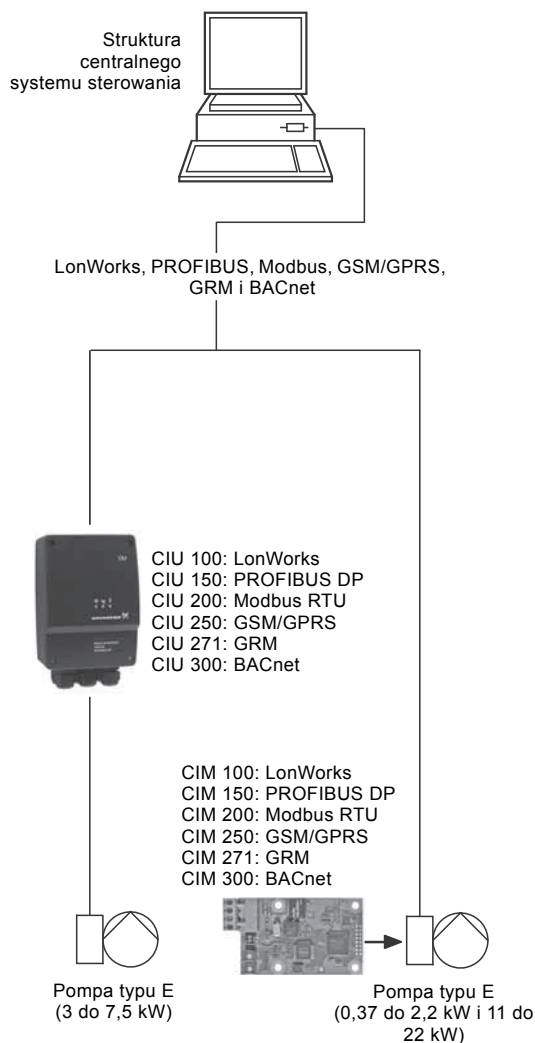 Struktura
centralnego
systemu sterowania
LonWorks, PROFIBUS, Modbus, GSM/GPRS,
GRM i BACnet
CIU 100: LonWorks
CIU 150: PROFIBUS DP
CIU 200: Modbus RTU
CIU 250: GSM/GPRS
CIU 271: GRM
CIU 300: BACnet
CIM 100: LonWorks
CIM 150: PROFIBUS DP
CIM 200: Modbus RTU
CIM 250: GSM/GPRS
CIM 271: GRM
CIM 300: BACnet
Pompa typu E
(3 do 7,5 kW)
Pompa typu E
(0,37 do 2,2 kW i 11 do
22 kW)